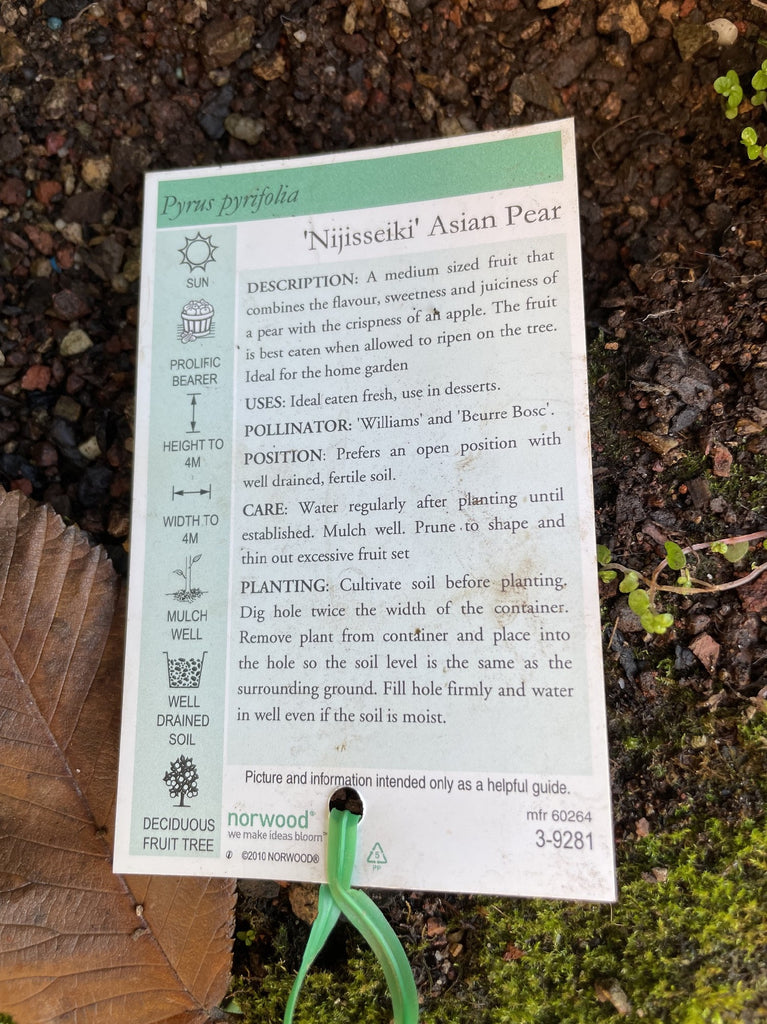 Pyrus pyrifolia
'Nijisseiki' Asian Pear
SUN
PROLIFIC
BEARER
HEIGHT TO
4M
WIDTH TO
4M
MULCH
WELL
WELL
DRAINED
SOIL
DECIDUOUS
FRUIT TREE
DESCRIPTION: A medium sized fruit that
combines the flavour, sweetness and juiciness of
a pear with the crispness of an apple. The fruit
is best eaten when allowed to ripen on the tree.
Ideal for the home garden
USES: Ideal eaten fresh, use in desserts.
POLLINATOR: 'Williams' and 'Beurre Bosc'.
POSITION: Prefers an open position with
well drained, fertile soil.
CARE: Water regularly after planting until
established. Mulch well. Prune to shape and
thin out excessive fruit set
PLANTING: Cultivate soil before planting.
Dig hole twice the width of the container.
Remove plant from container and place into
the hole so the soil level is the same as the
surrounding ground. Fill hole firmly and water
in well even if the soil is moist.
Picture and information intended only as a helpful guide.
norwood®
we make ideas bloom™
©2010 NORWOOD®
5
PP
mfr 60264
3-9281